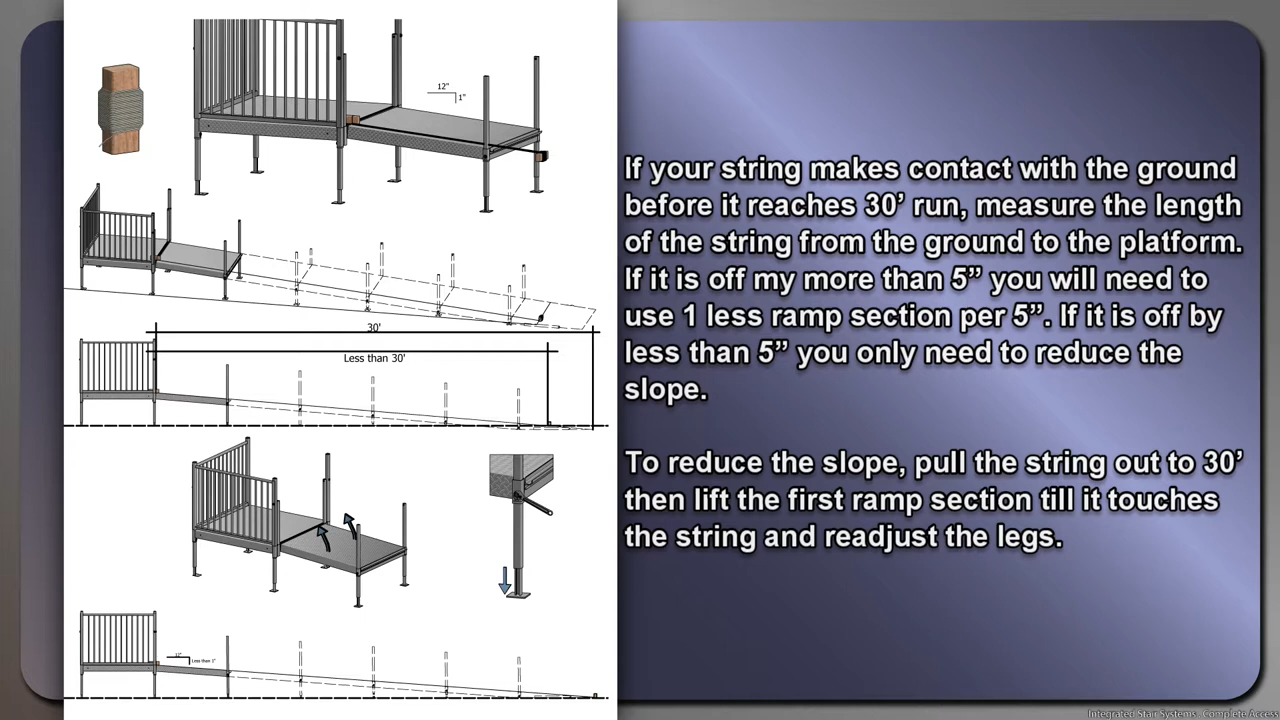 12"
1"
30'
Less than 30'
12"
Less than 1"
If your string makes contact with the ground
before it reaches 30’ run, measure the length
of the string from the ground to the platform.
If it is off my more than 5” you will need to
use 1 less ramp section per 5”. If it is off by
less than 5” you only need to reduce the
slope.
To reduce the slope, pull the string out to 30’
then lift the first ramp section till it touches
the string and readjust the legs.
Integrated Stair Systems - Complete Access